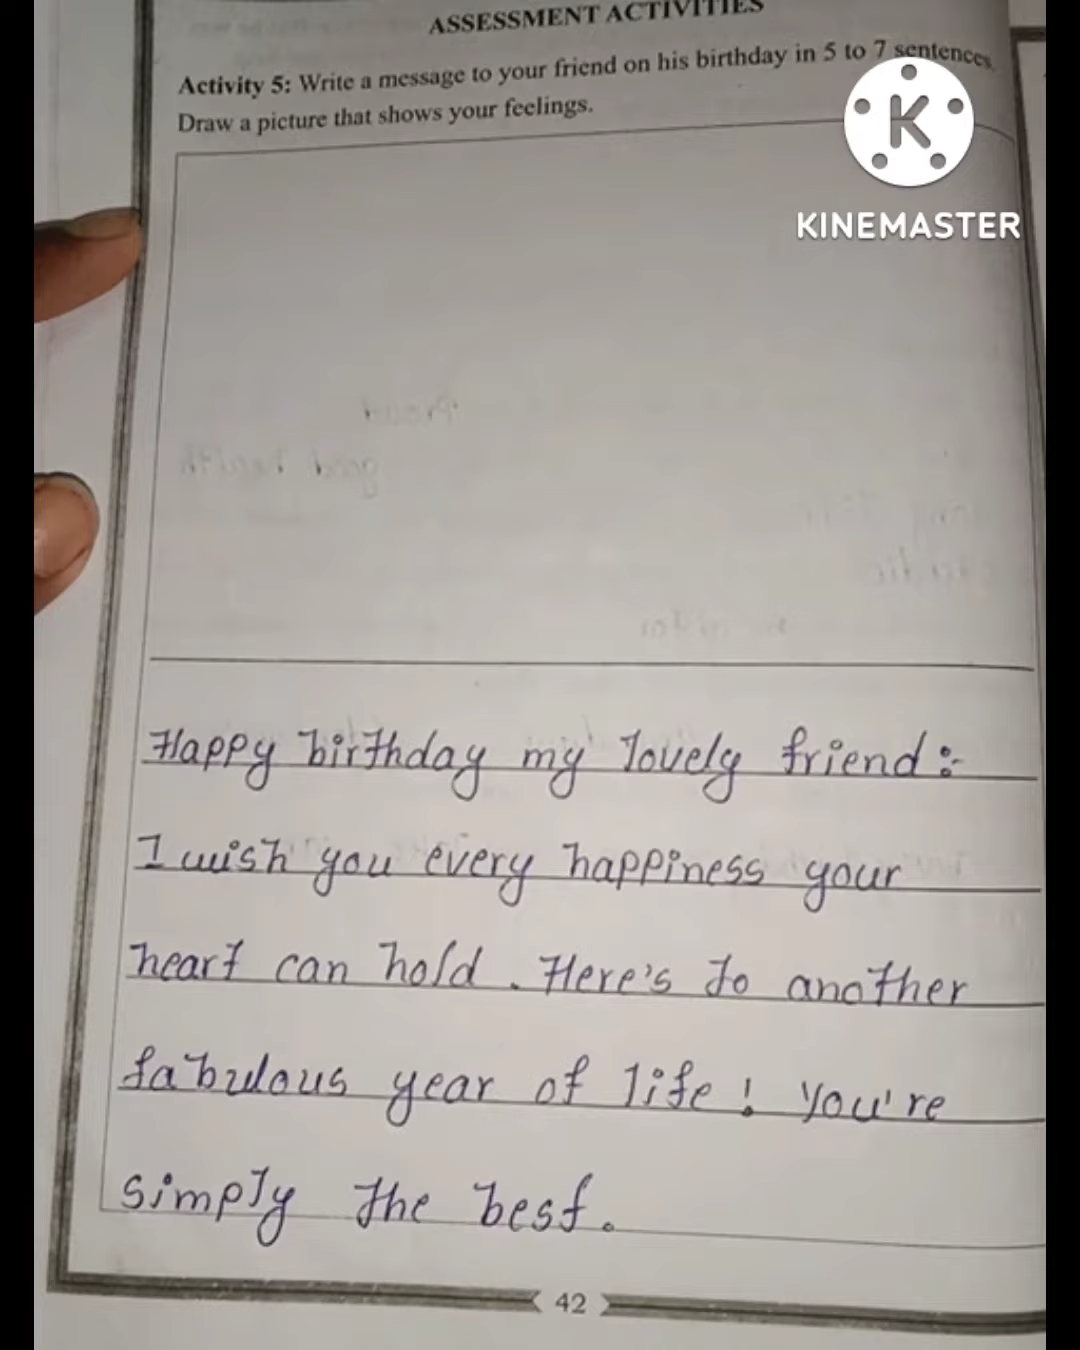 ASSESSMENT ACTIVITIES
Activity 5: Write a message to your friend on his birthday in 5 to 7 sentences.
Draw a picture that shows your feelings.
KINEMASTER
Happy birthday my lovely friend :-
I wish you every happiness your
heart can hold. Here's to another
fabulous year of life! You're
simply the best.
42